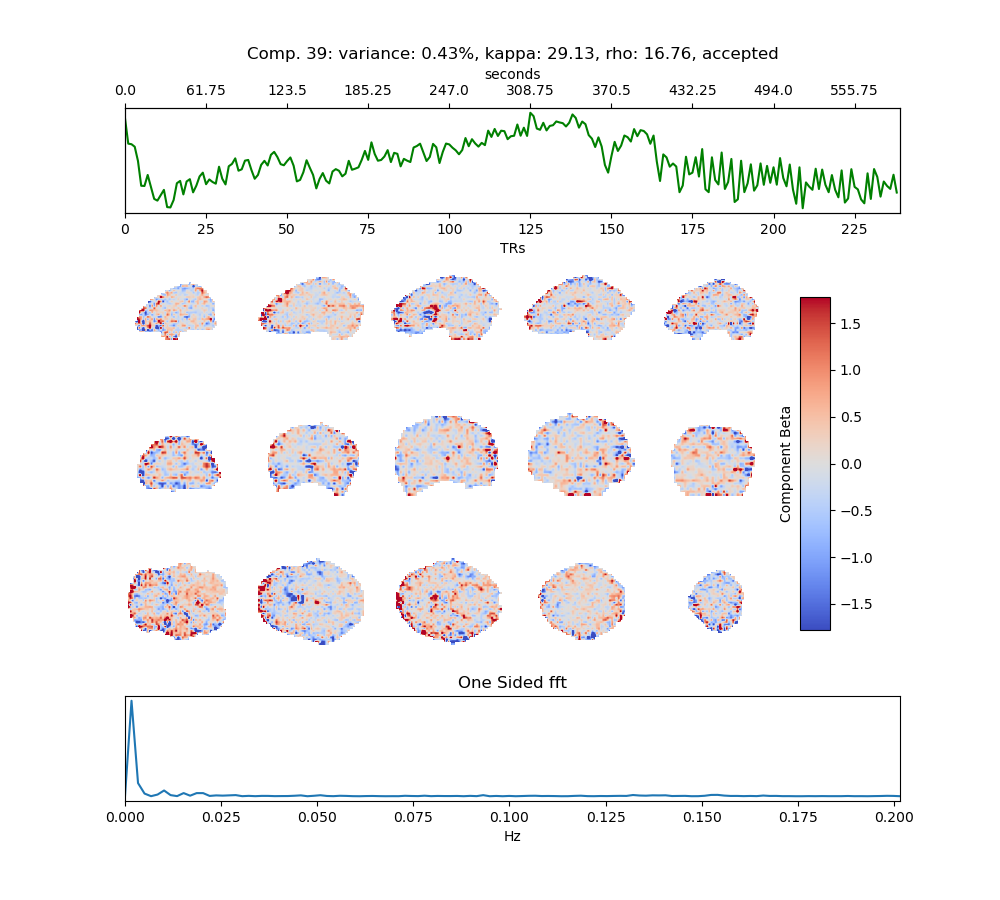 Comp. 39: variance: 0.43%, kappa: 29.13, rho: 16.76, accepted
seconds
0.0 61.75 123.5 185.25 247.0 308.75 370.5 432.25 494.0 555.75
0 25 50 75 100 125 150 175 200 225
TRs
1.5
1.0
0.5
0.0
−0.5
−1.0
−1.5
Component Beta
One Sided fft
0.000 0.025 0.050 0.075 0.100 0.125 0.150 0.175 0.200
Hz